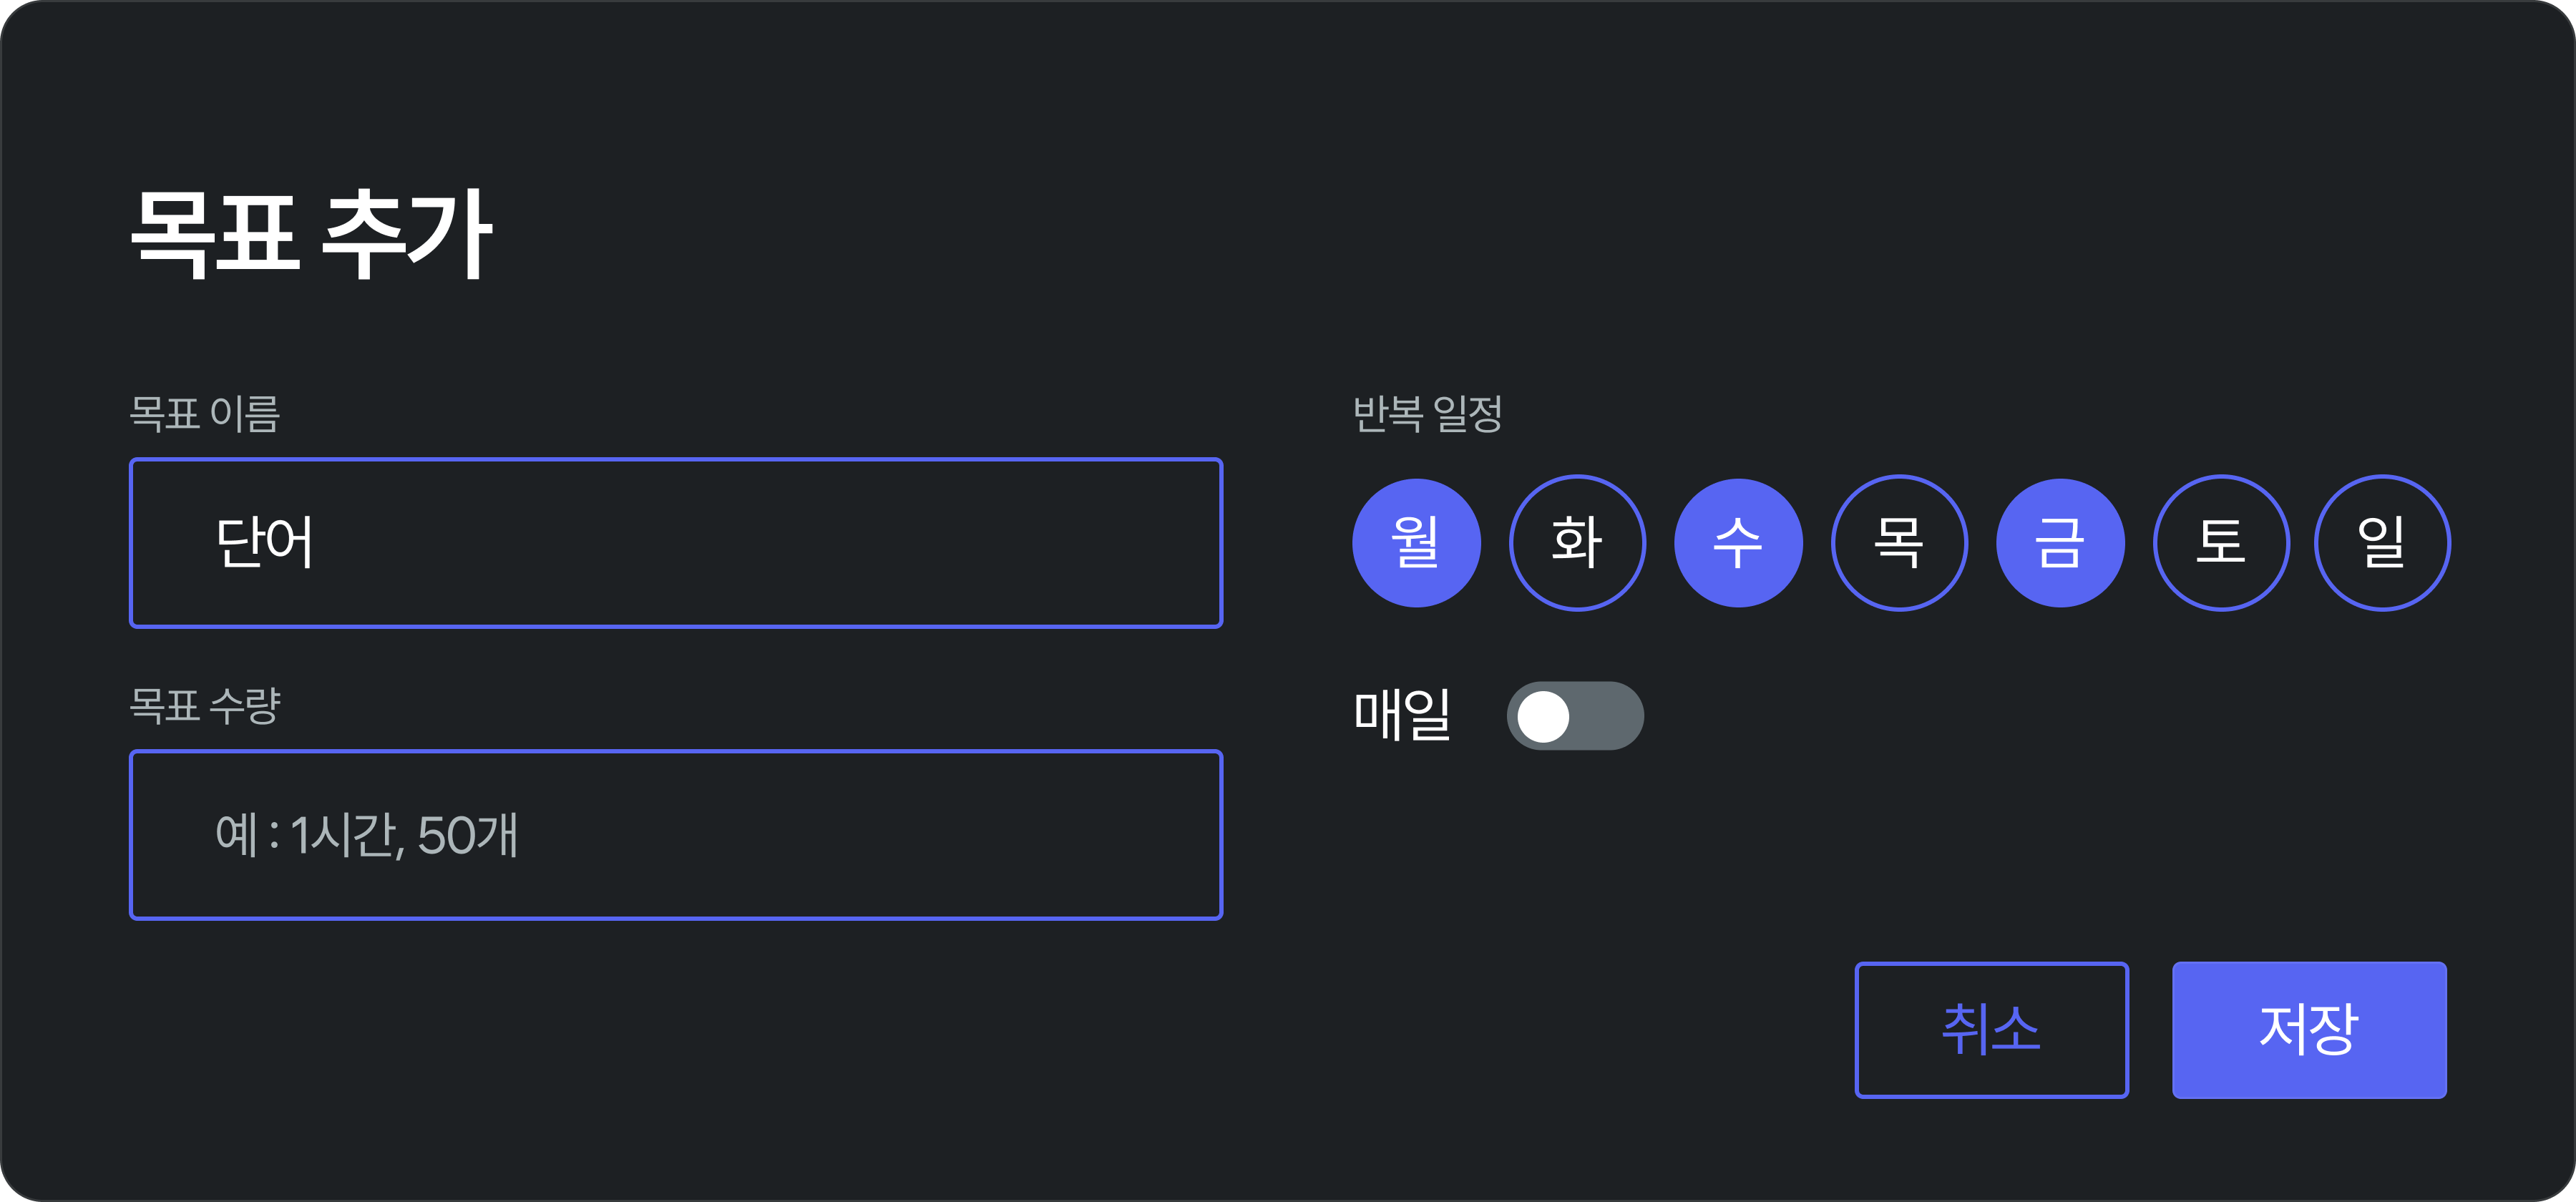 목표 추가
목표 이름
단어
목표 수량
예 : 1시간, 50개
반복 일정
월 화 수 목 금 토 일
매일
취소 저장